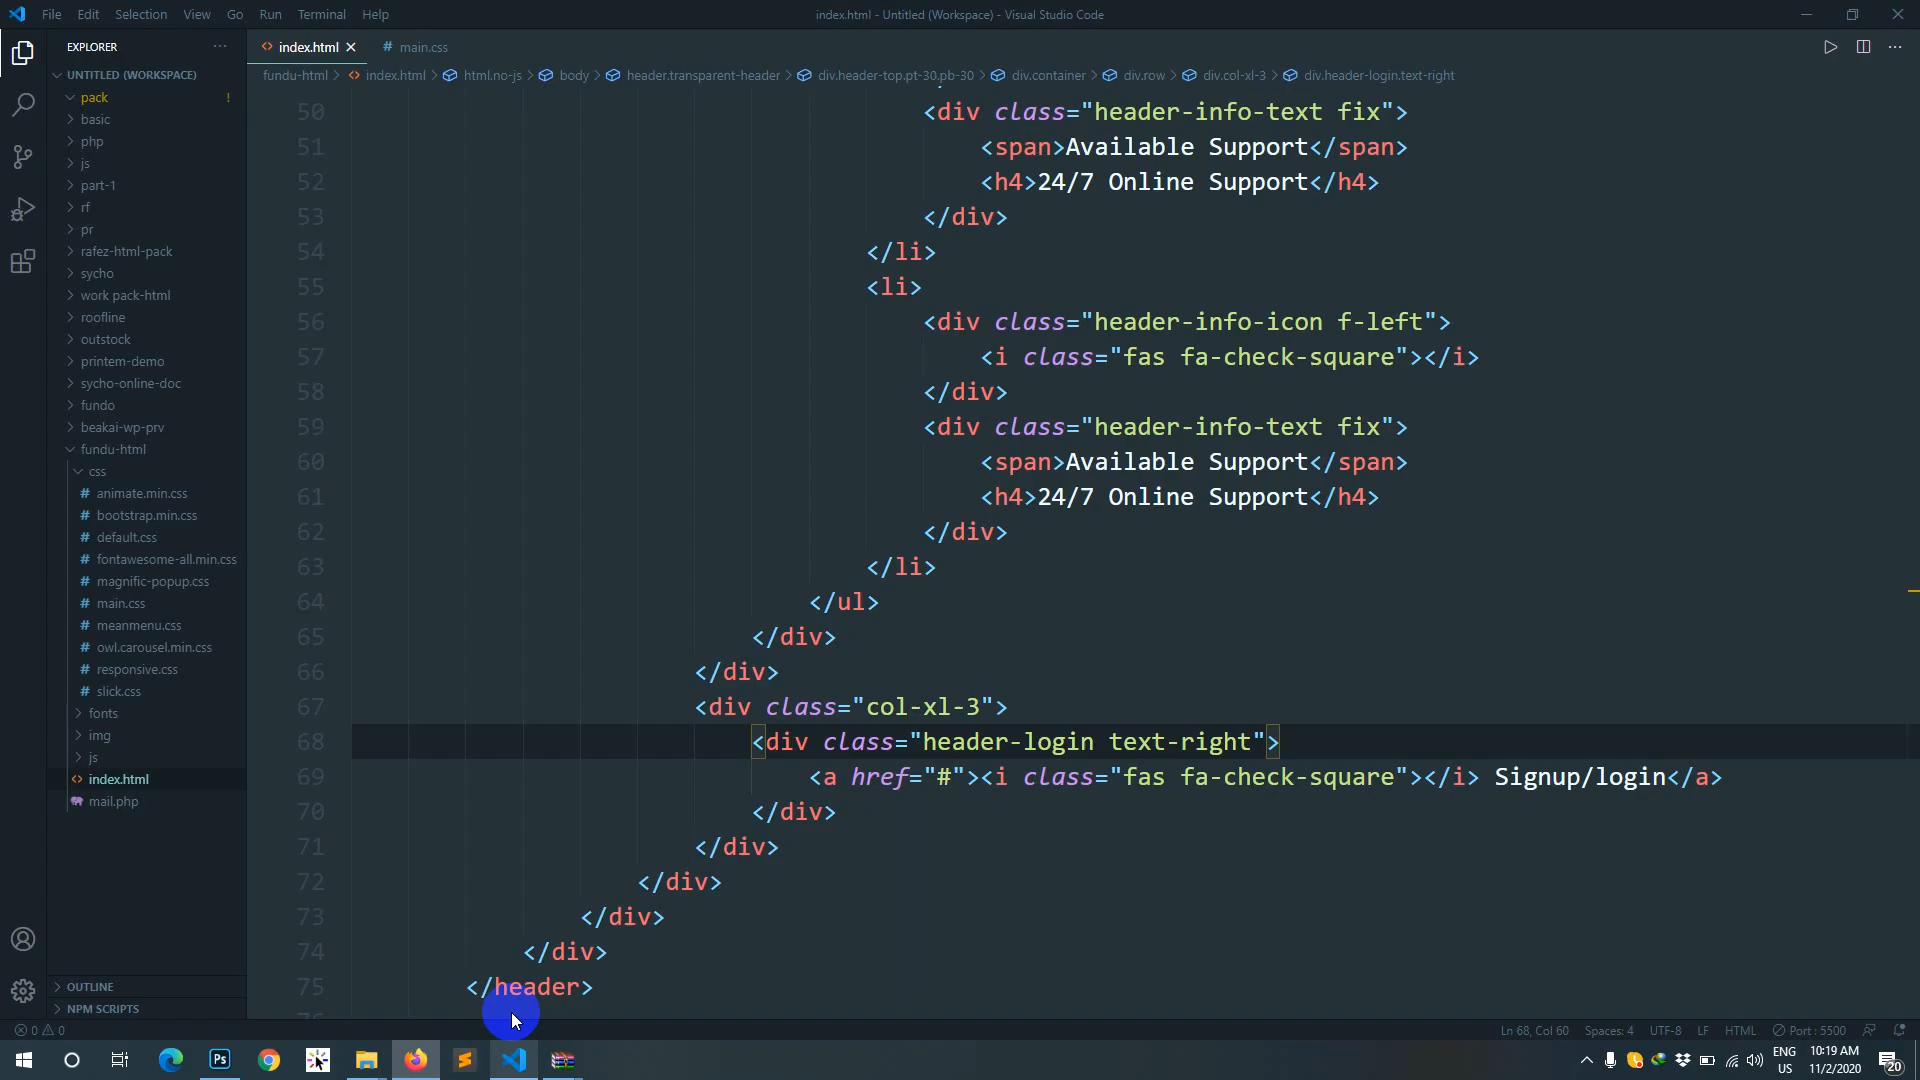 File Edit Selection View Go Run Terminal Help
index.html - Untitled (Workspace) - Visual Studio Code
EXPLORER
index.html
main.css
UNTITLED (WORKSPACE)
fundu-html > index.html > html.no-js > body > header.transparent-header > div.header-top.pt-30.pb-30 > div.container > div.row > div.col-xl-3 > div.header-login.text-right
pack !
basic
php
js
part-1
rf
pr
rafez-html-pack
sycho
work pack-html
roofline
outstock
printem-demo
sycho-online-doc
fundo
beakai-wp-prv
fundu-html
css
# animate.min.css
# bootstrap.min.css
# default.css
# fontawesome-all.min.css
# magnific-popup.css
# main.css
# meanmenu.css
# owl.carousel.min.css
# responsive.css
# slick.css
fonts
img
js
index.html
mail.php
OUTLINE
NPM SCRIPTS
50 <div class="header-info-text fix">
51 <span>Available Support</span>
52 <h4>24/7 Online Support</h4>
53 </div>
54 </li>
55 <li>
56 <div class="header-info-icon f-left">
57 <i class="fas fa-check-square"></i>
58 </div>
59 <div class="header-info-text fix">
60 <span>Available Support</span>
61 <h4>24/7 Online Support</h4>
62 </div>
63 </li>
64 </ul>
65 </div>
66 </div>
67 <div class="col-xl-3">
68 <div class="header-login text-right">
69 <a href="#"><i class="fas fa-check-square"></i> Signup/login</a>
70 </div>
71 </div>
72 </div>
73 </div>
74 </div>
75 </header>
0 0
Ln 68, Col 60 Spaces: 4 UTF-8 LF HTML Port : 5500
Ps
ENG
US
10:19 AM
11/2/2020
20